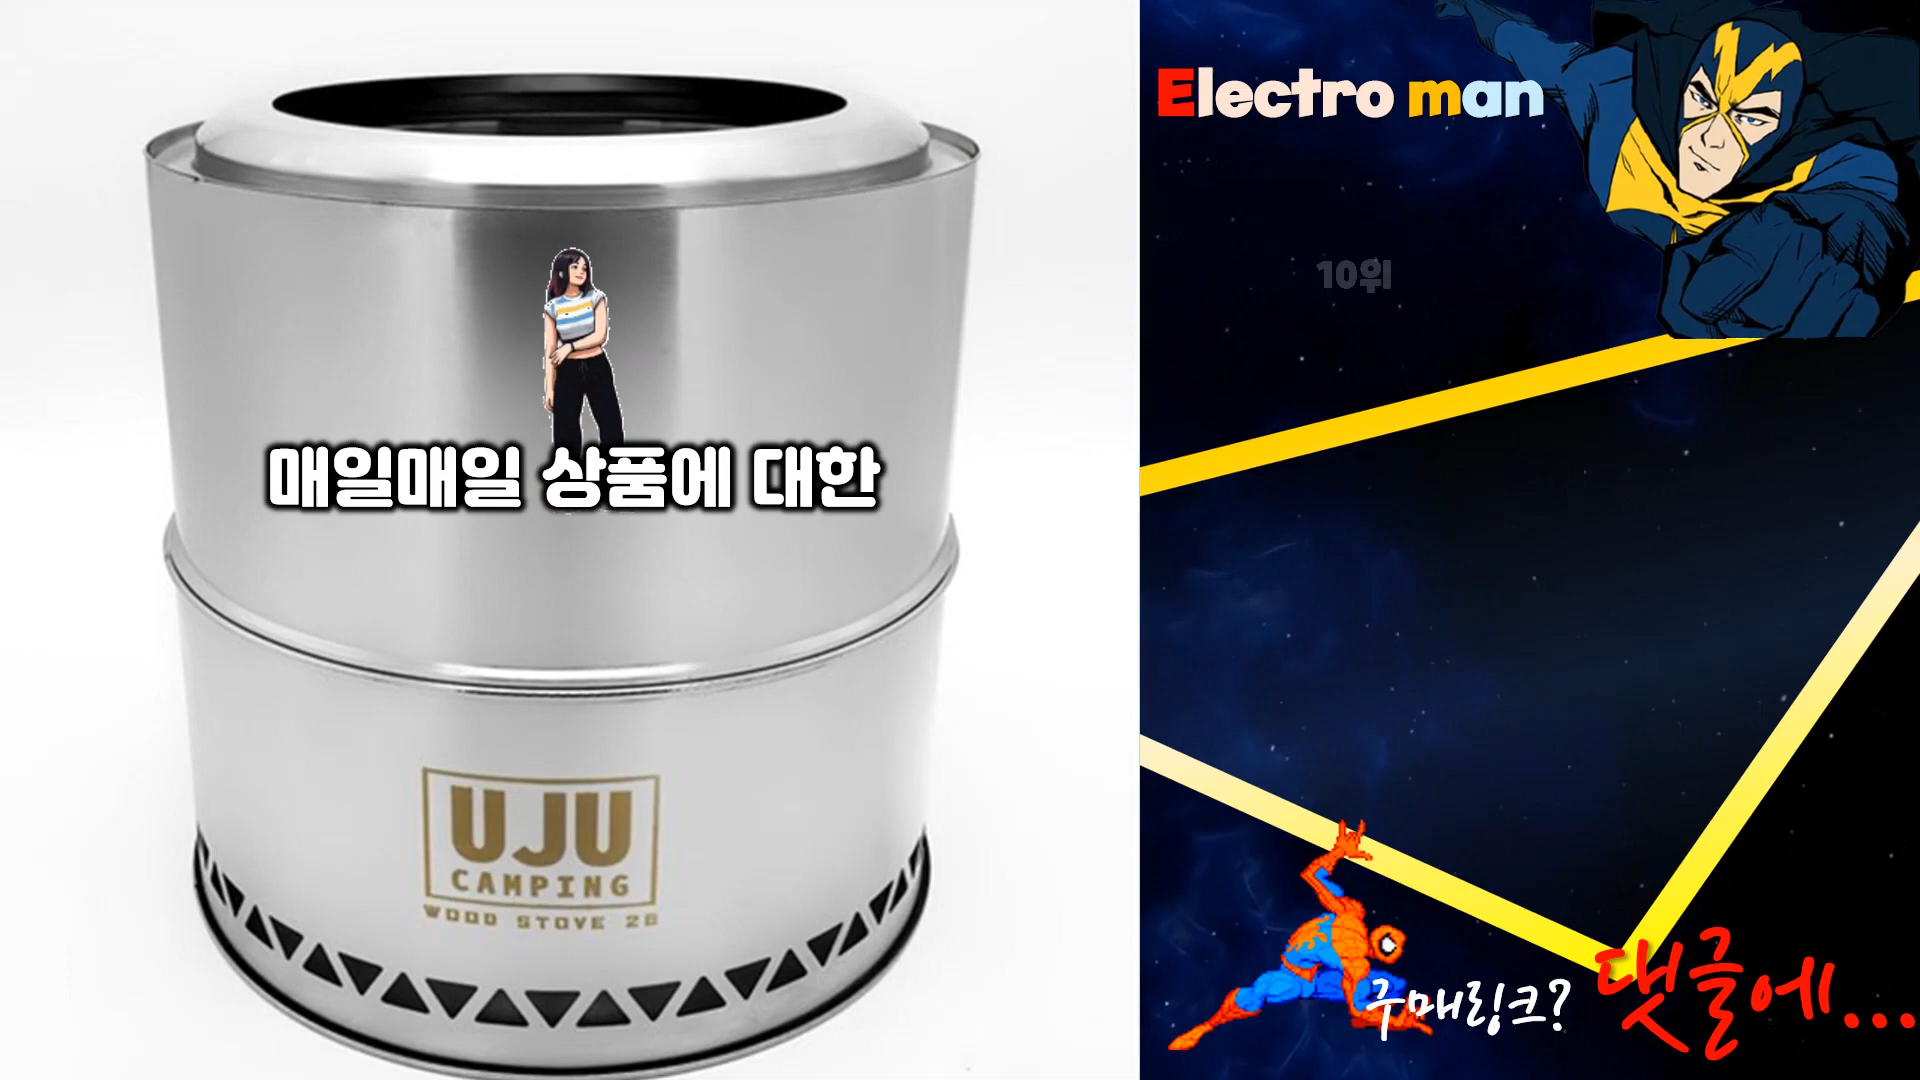 매일매일 상품에 대한
UJU
CAMPING
WOOD STOVE 28
Electro man
10위
구매링크? 댓글에...